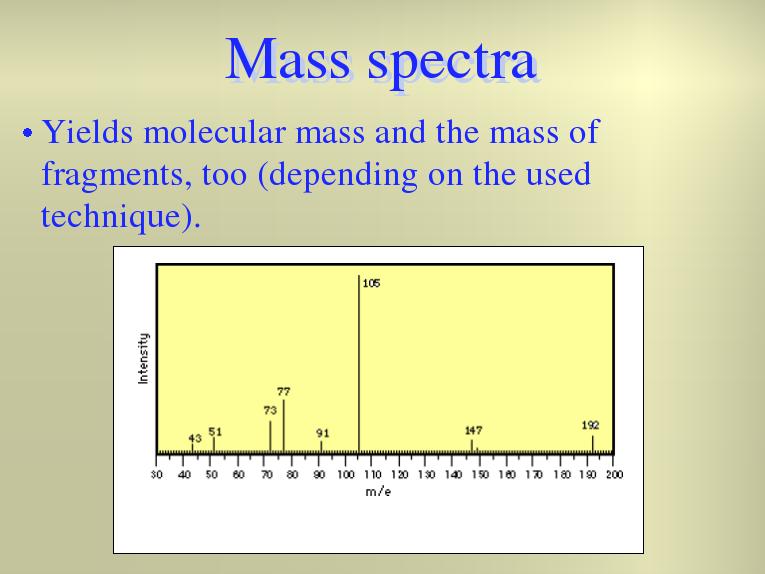 Mass spectra
• Yields molecular mass and the mass of
fragments, too (depending on the used
technique).
105
77
73
43 51
91
147
192
Intensity
30 40 50 60 70 80 90 100 110 120 130 140 150 160 170 180 190 200
m/e